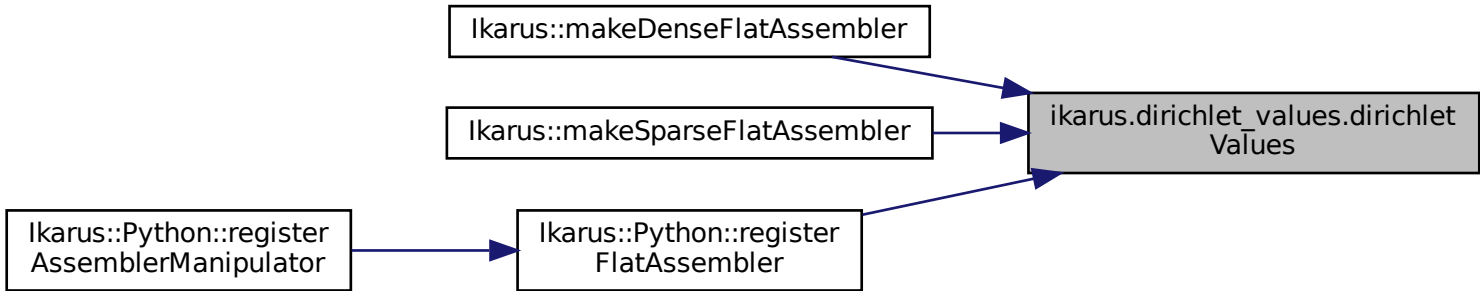 Ikarus::makeDenseFlatAssembler
ikarus.dirichlet_values.dirichlet
Values
Ikarus::makeSparseFlatAssembler
Ikarus::Python::register
AssemblerManipulator
Ikarus::Python::register
FlatAssembler